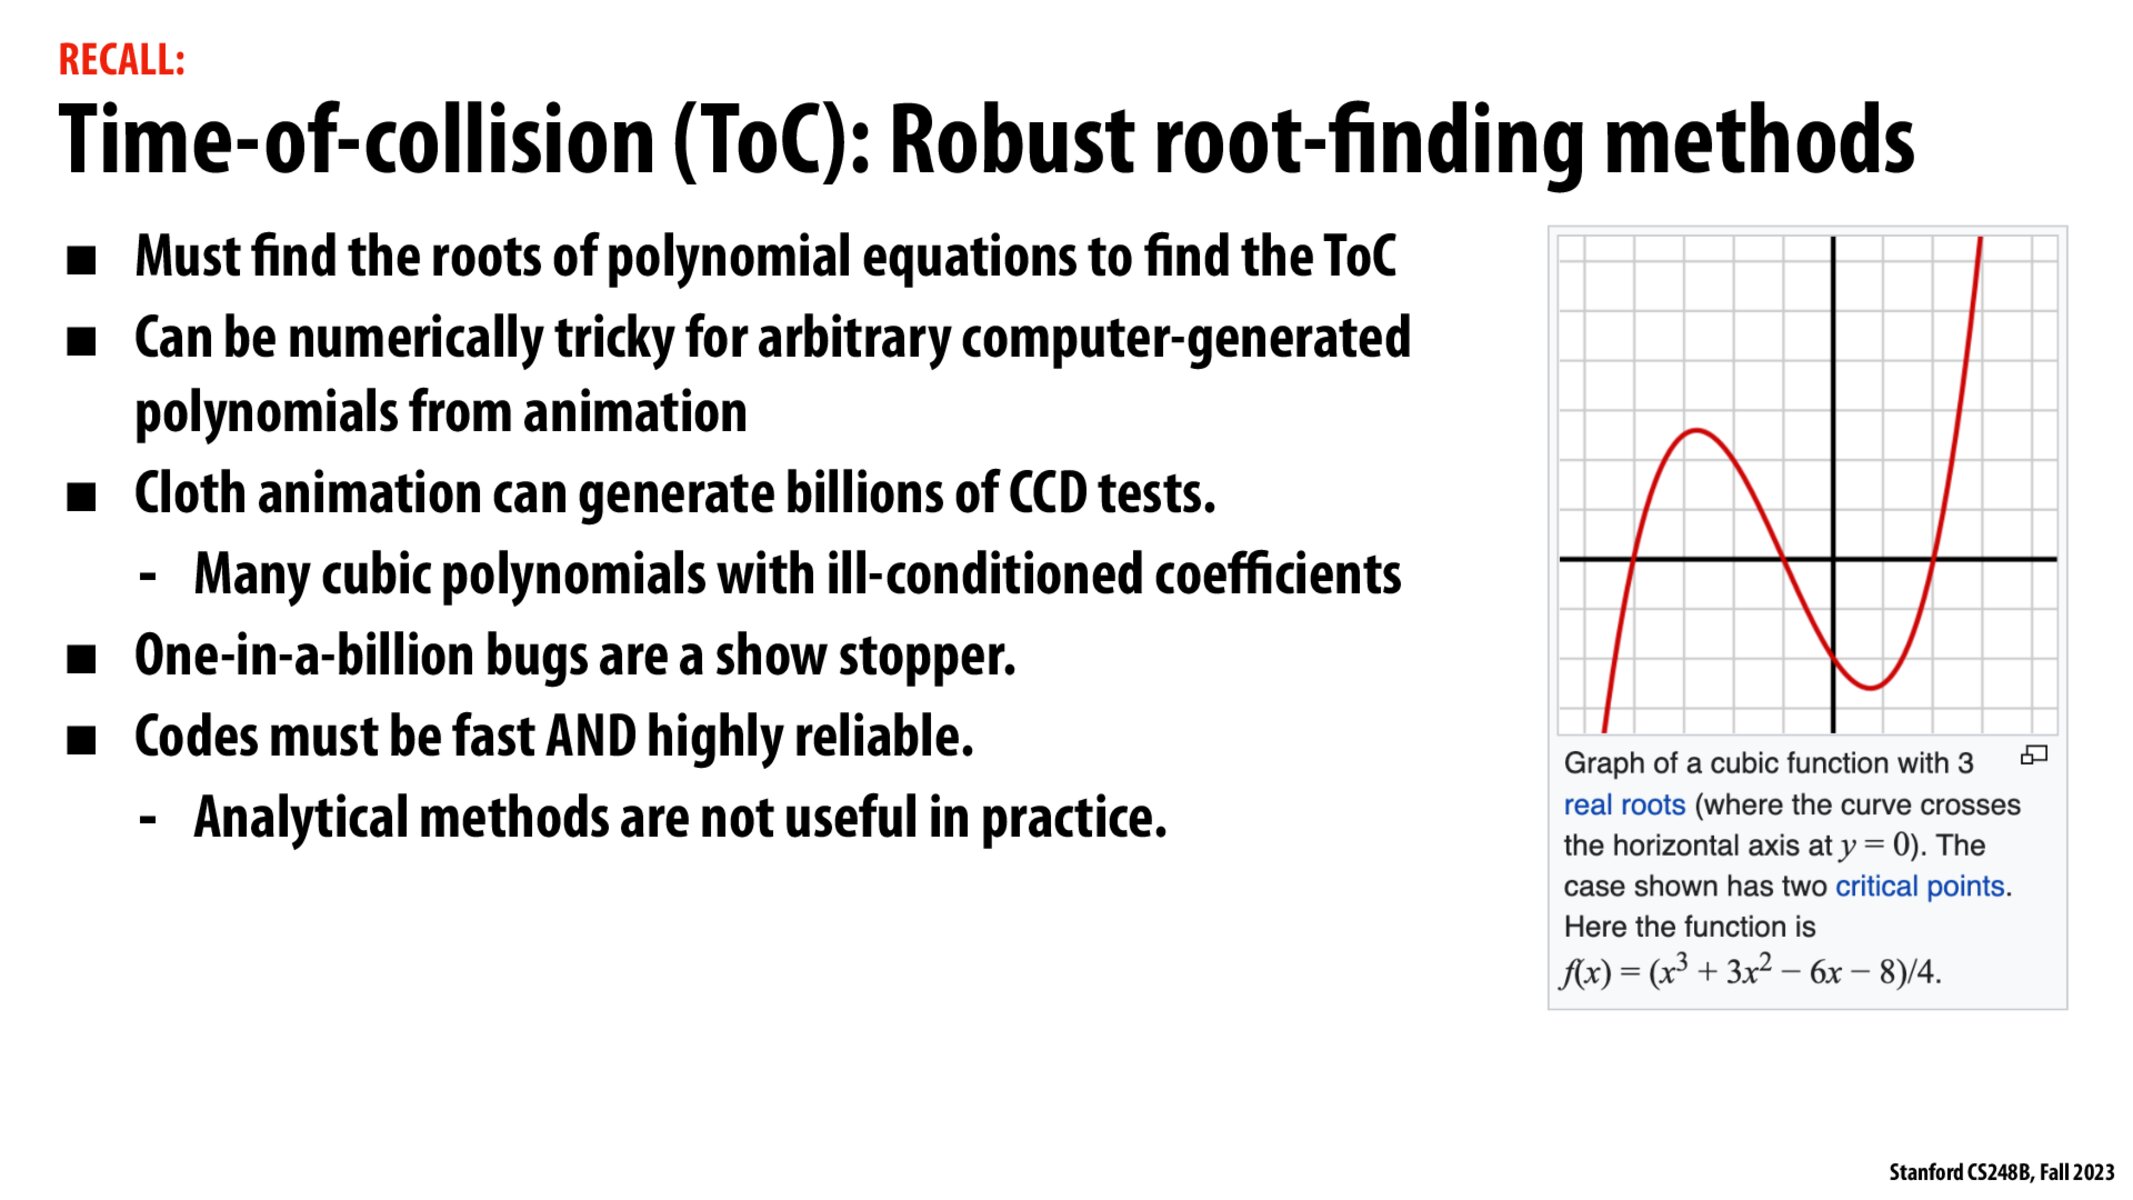 RECALL:
Time-of-collision (ToC): Robust root-finding methods
■ Must find the roots of polynomial equations to find the ToC
■ Can be numerically tricky for arbitrary computer-generated
polynomials from animation
■ Cloth animation can generate billions of CCD tests.
- Many cubic polynomials with ill-conditioned coefficients
■ One-in-a-billion bugs are a show stopper.
■ Codes must be fast AND highly reliable.
- Analytical methods are not useful in practice.
Graph of a cubic function with 3
real roots (where the curve crosses
the horizontal axis at y = 0). The
case shown has two critical points.
Here the function is
f(x) = (x³ + 3x² − 6x − 8)/4.
Stanford CS248B, Fall 2023